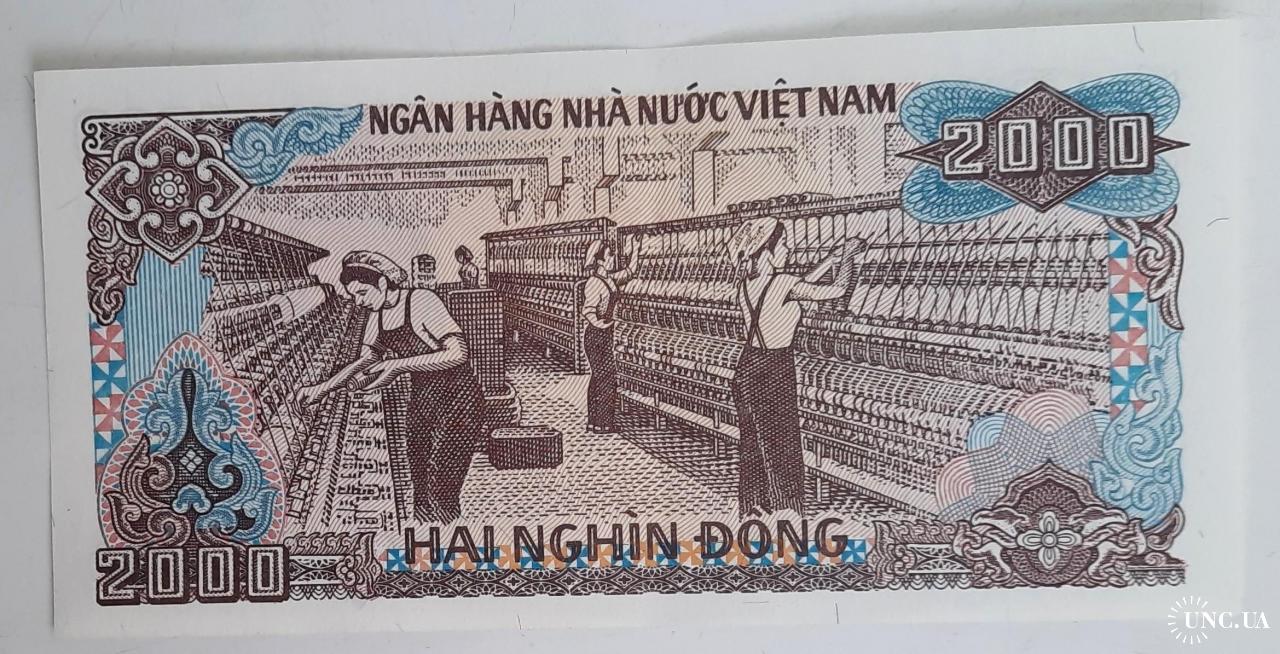 NGÂN HÀNG NHÀ NƯỚC VIỆT NAM
2000
HAI NGHÌN ĐỒNG
2000
UNC.UA